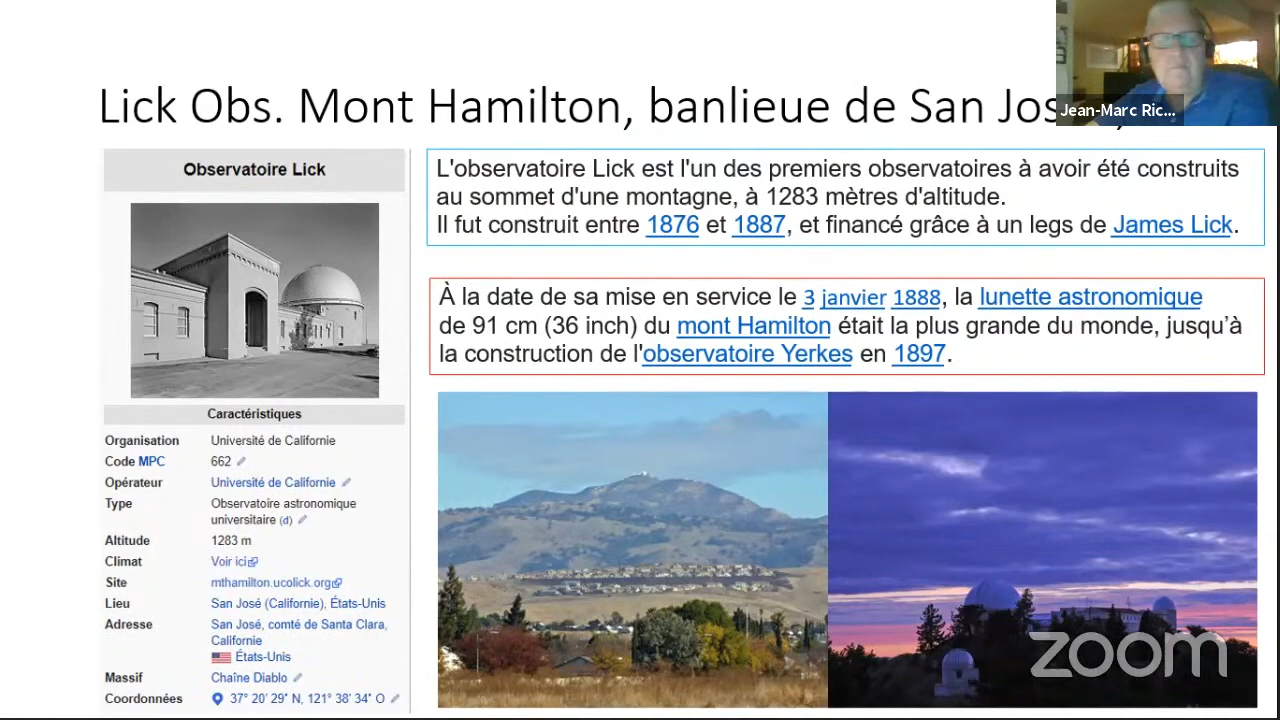 Lick Obs. Mont Hamilton, banlieue de San Jos
Jean-Marc Ric...
Observatoire Lick
Caractéristiques
Organisation Université de Californie
Code MPC 662
Opérateur Université de Californie
Type Observatoire astronomique
universitaire (d)
Altitude 1283 m
Climat Voir ici
Site mthamilton.ucolick.org
Lieu San José (Californie), États-Unis
Adresse San José, comté de Santa Clara,
Californie
États-Unis
Massif Chaîne Diablo
Coordonnées 37° 20′ 29″ N, 121° 38′ 34″ O
L'observatoire Lick est l'un des premiers observatoires à avoir été construits
au sommet d'une montagne, à 1283 mètres d'altitude.
Il fut construit entre 1876 et 1887, et financé grâce à un legs de James Lick.
À la date de sa mise en service le 3 janvier 1888, la lunette astronomique
de 91 cm (36 inch) du mont Hamilton était la plus grande du monde, jusqu’à
la construction de l'observatoire Yerkes en 1897.
zoom